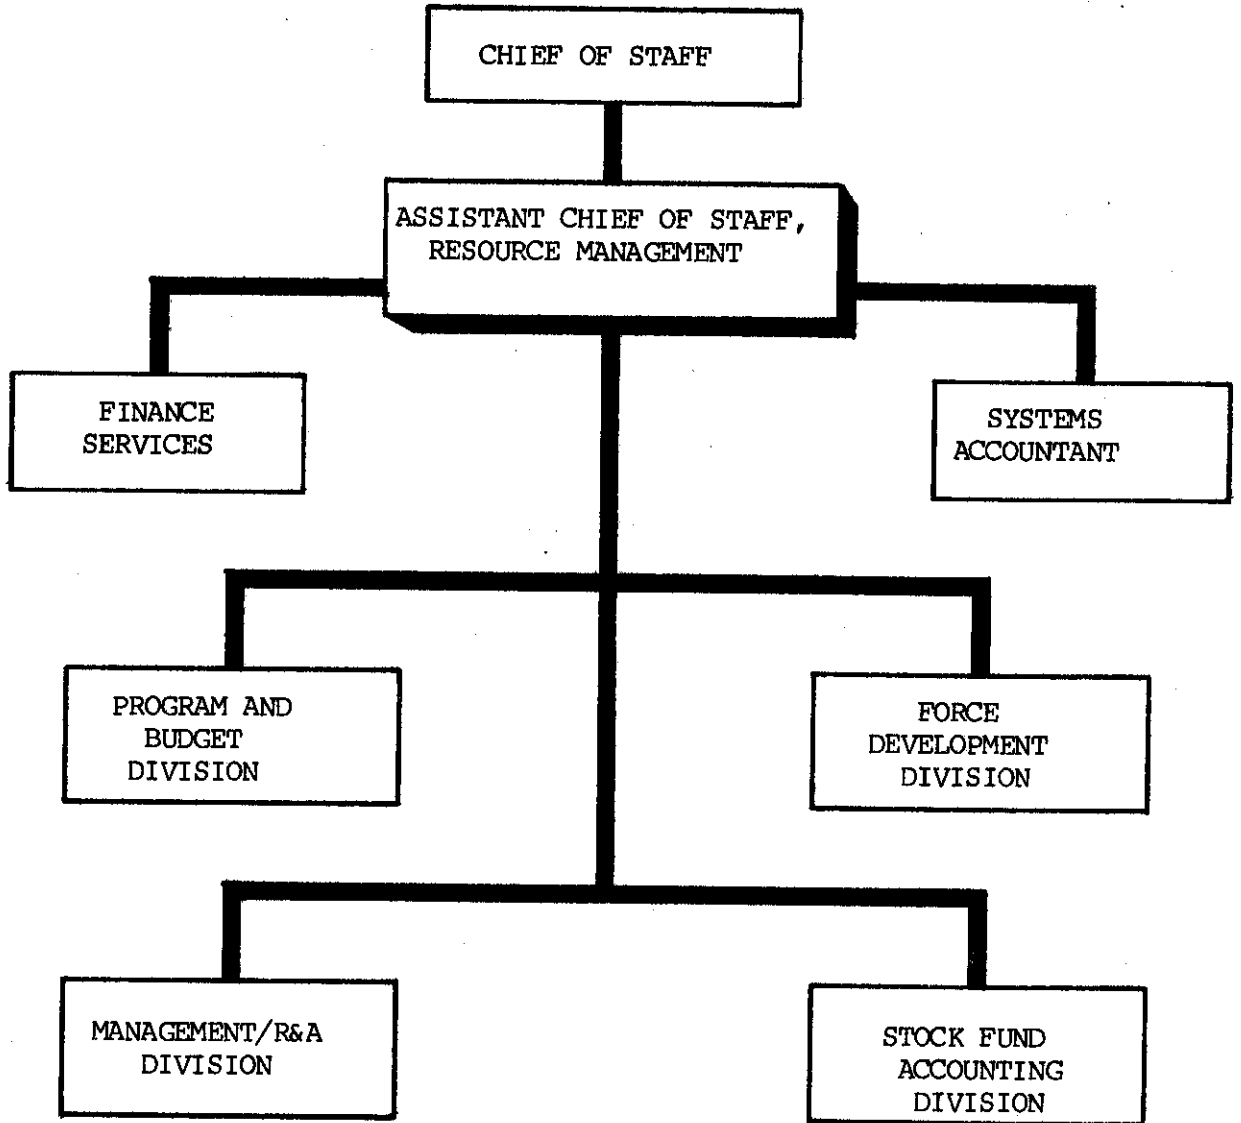 CHIEF OF STAFF
ASSISTANT CHIEF OF STAFF,
RESOURCE MANAGEMENT
FINANCE
SERVICES
SYSTEMS
ACCOUNTANT
PROGRAM AND
BUDGET
DIVISION
FORCE
DEVELOPMENT
DIVISION
MANAGEMENT/R&A
DIVISION
STOCK FUND
ACCOUNTING
DIVISION